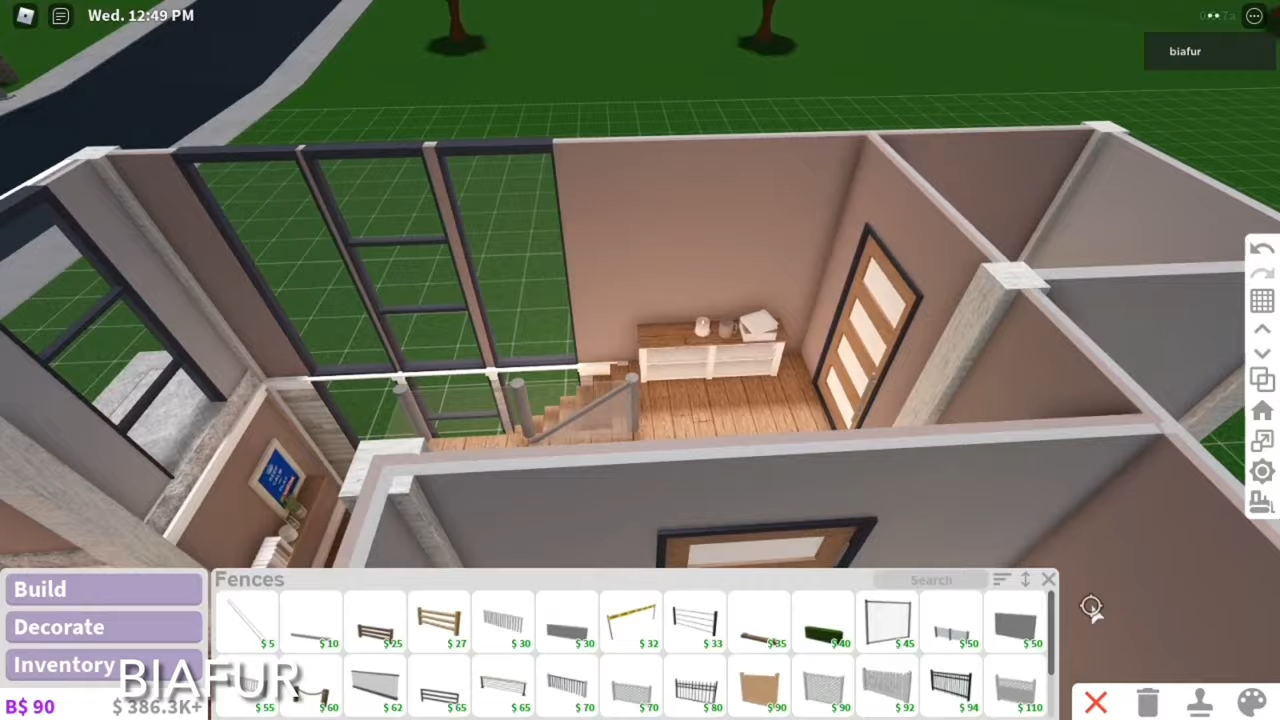 Wed. 12:49 PM
biafur
Build
Decorate
Inventory
B$ 90
$ 386.3K+
BIAFUR
Fences
Search
$ 5
$ 10
$ 25
$ 27
$ 30
$ 30
$ 32
$ 33
$ 35
$ 40
$ 45
$ 50
$ 50
$ 55
$ 60
$ 62
$ 65
$ 65
$ 70
$ 70
$ 80
$ 90
$ 90
$ 92
$ 94
$ 110